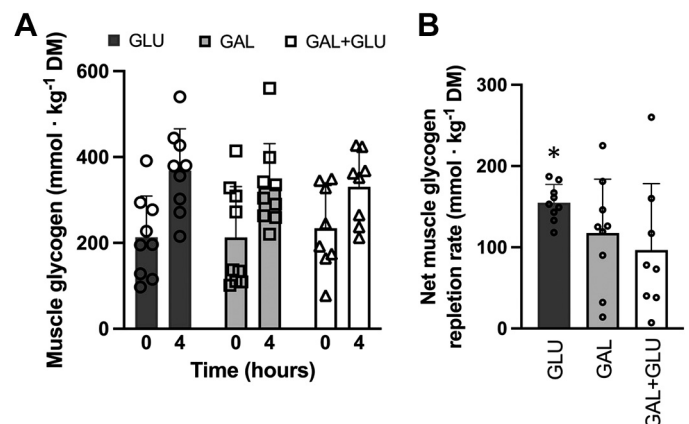 A
GLU GAL GAL+GLU
Muscle glycogen (mmol · kg⁻¹ DM)
600
400
200
0
0 4 0 4 0 4
Time (hours)
B
Net muscle glycogen
repletion rate (mmol · kg⁻¹ DM)
300
200
100
0
*
GLU
GAL
GAL+GLU